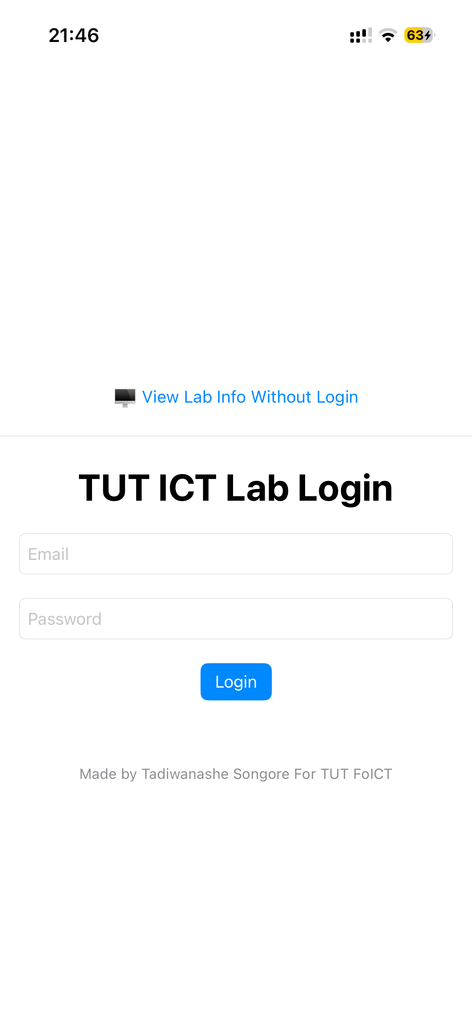 21:46
63
View Lab Info Without Login
TUT ICT Lab Login
Email
Password
Login
Made by Tadiwanashe Songore For TUT FoICT